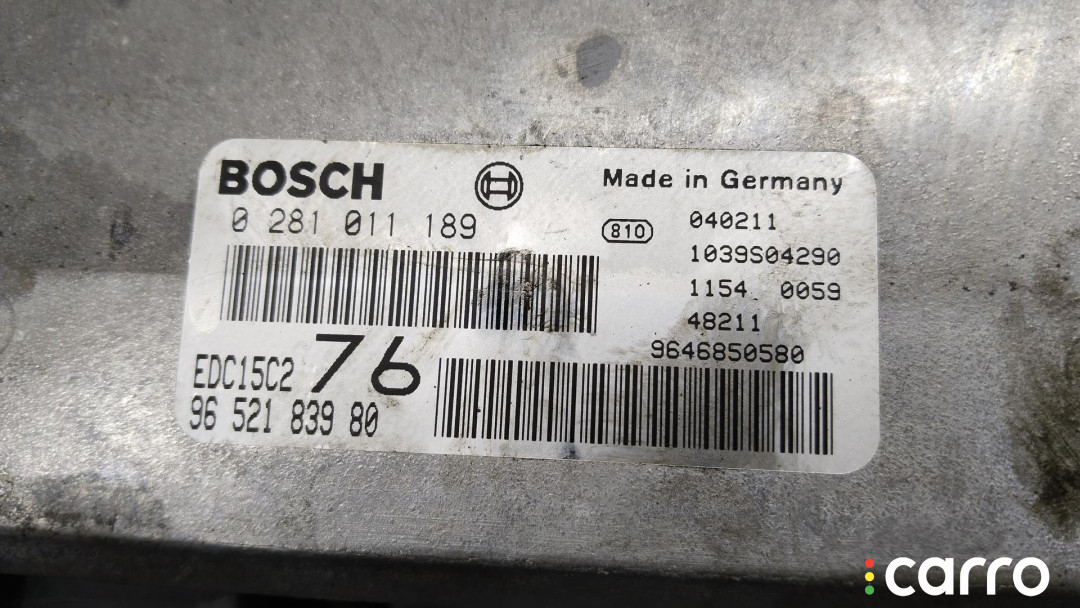 BOSCH
Made in Germany
0 281 011 189
810
040211
1039S04290
1154 0059
48211
9646850580
EDC15C2 76
96 521 839 80
carro